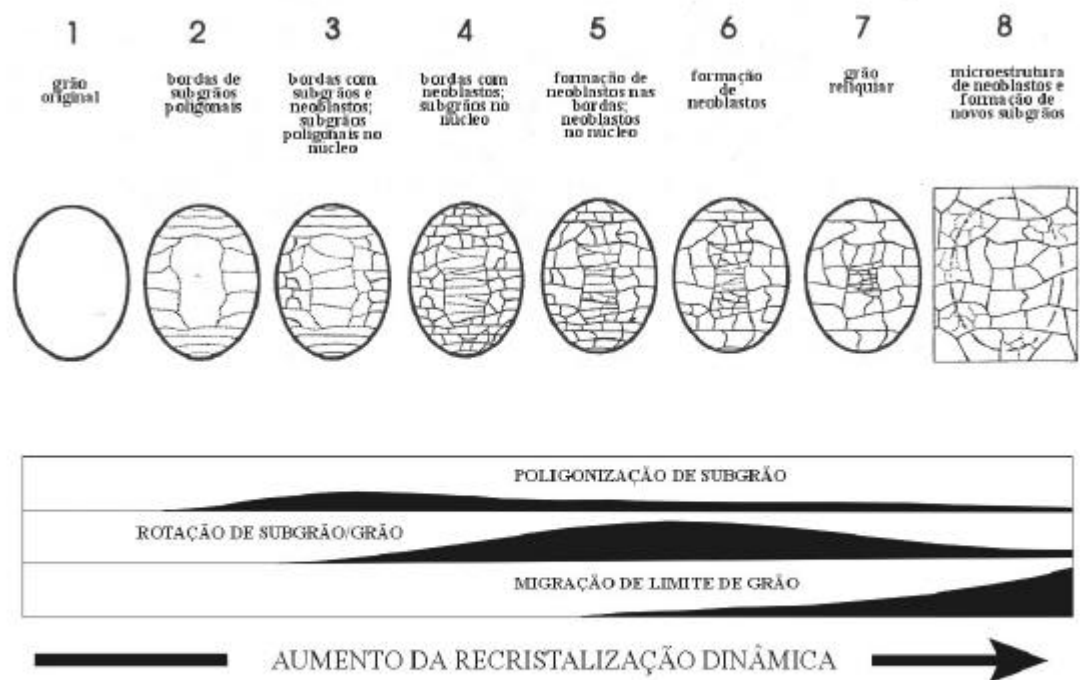 1
2
3
4
5
6
7
8
grão
original
bordas de
subgrãos
poligonais
bordas com
subgrãos e
neoblastos;
subgrãos
poligonais no
núcleo
bordas com
neoblastos;
subgrãos no
núcleo
formação de
neoblastos nas
bordas;
neoblastos
no núcleo
formação
de
neoblastos
grão
reliquiar
microestrutura
de neoblastos e
formação de
novos subgrãos
POLIGONIZAÇÃO DE SUBGRÃO
ROTAÇÃO DE SUBGRÃO/GRÃO
MIGRAÇÃO DE LIMITE DE GRÃO
AUMENTO DA RECRISTALIZAÇÃO DINÂMICA